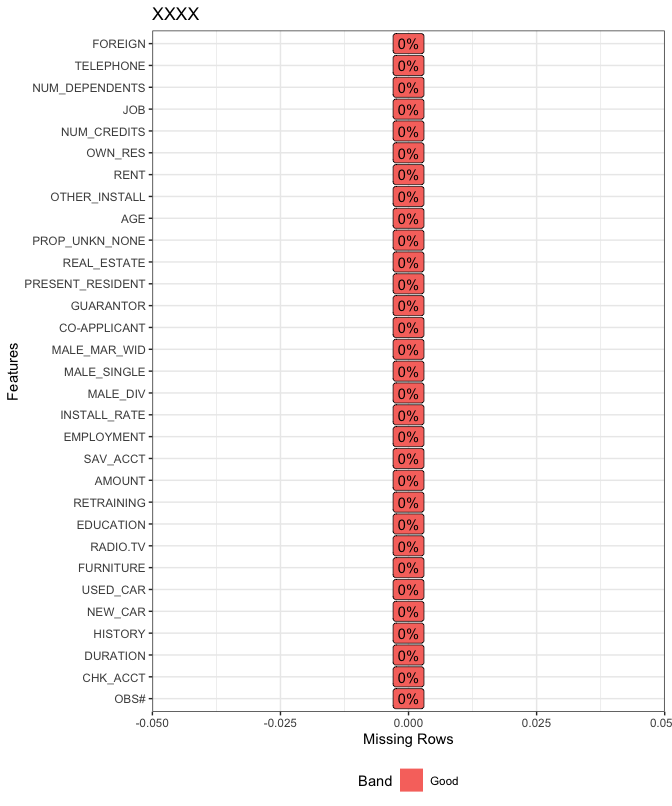 XXXX
FOREIGN 0%
TELEPHONE 0%
NUM_DEPENDENTS 0%
JOB 0%
NUM_CREDITS 0%
OWN_RES 0%
RENT 0%
OTHER_INSTALL 0%
AGE 0%
PROP_UNKN_NONE 0%
REAL_ESTATE 0%
PRESENT_RESIDENT 0%
GUARANTOR 0%
CO-APPLICANT 0%
MALE_MAR_WID 0%
MALE_SINGLE 0%
MALE_DIV 0%
INSTALL_RATE 0%
EMPLOYMENT 0%
SAV_ACCT 0%
AMOUNT 0%
RETRAINING 0%
EDUCATION 0%
RADIO.TV 0%
FURNITURE 0%
USED_CAR 0%
NEW_CAR 0%
HISTORY 0%
DURATION 0%
CHK_ACCT 0%
OBS# 0%
Features
-0.050 -0.025 0.000 0.025 0.05
Missing Rows
Band Good